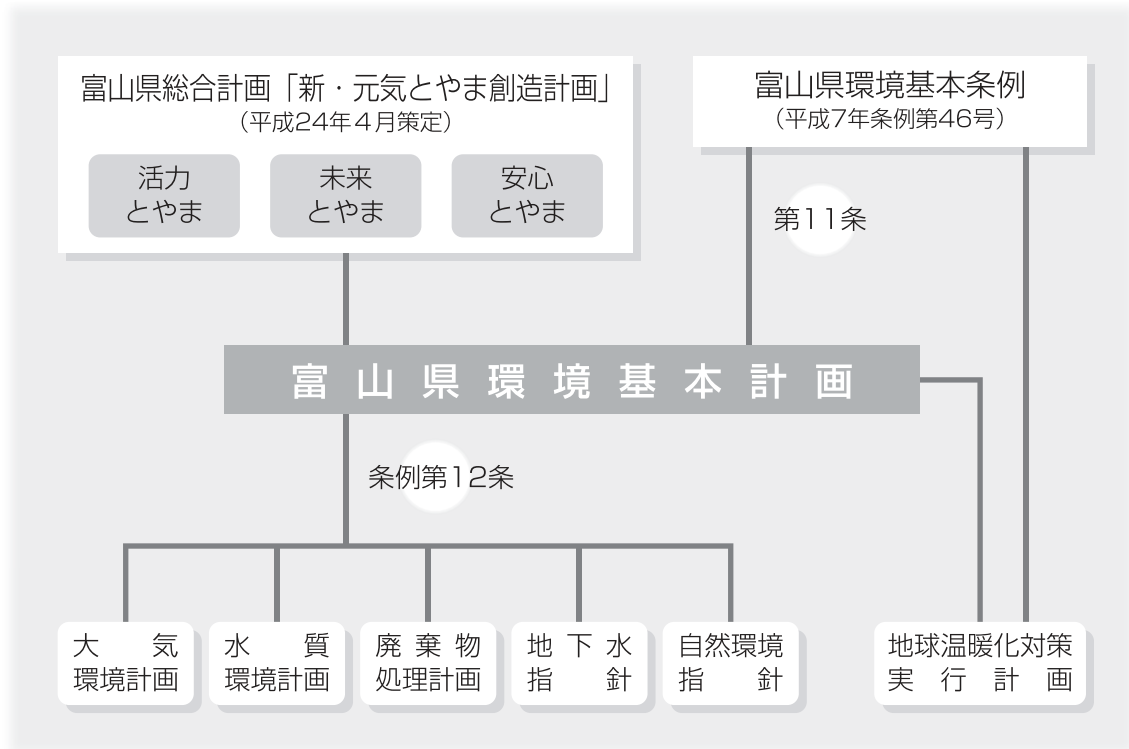 富山県総合計画「新・元気とやま創造計画」
（平成24年４月策定）
活力
とやま
未来
とやま
安心
とやま
富山県環境基本条例
（平成7年条例第46号）
第11条
富山県環境基本計画
条例第12条
大気
環境計画
水質
環境計画
廃棄物
処理計画
地下水
指針
自然環境
指針
地球温暖化対策
実行計画